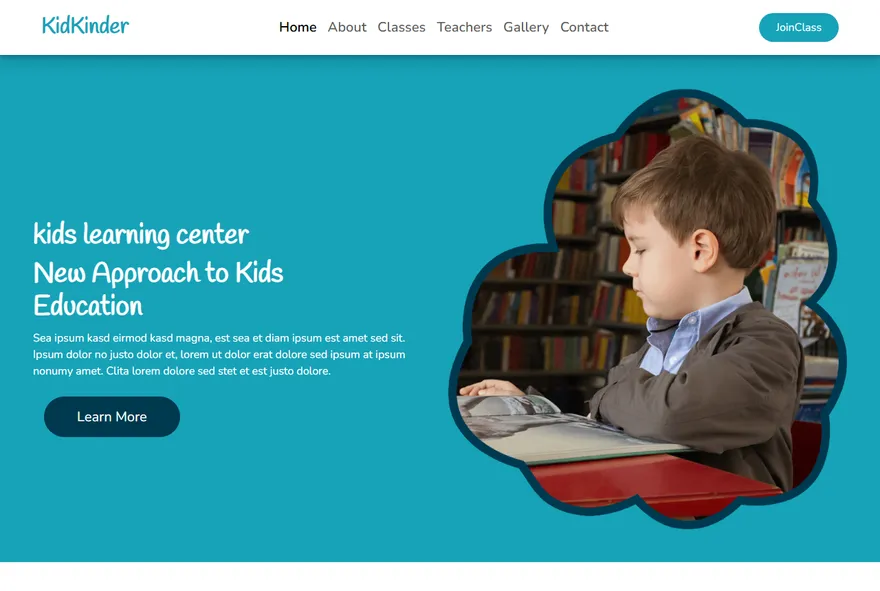 KidKinder
Home About Classes Teachers Gallery Contact
JoinClass
kids learning center
New Approach to Kids
Education
Sea ipsum kasd eirmod kasd magna, est sea et diam ipsum est amet sed sit.
Ipsum dolor no justo dolor et, lorem ut dolor erat dolore sed ipsum at ipsum
nonumy amet. Clita lorem dolore sed stet et est justo dolore.
Learn More